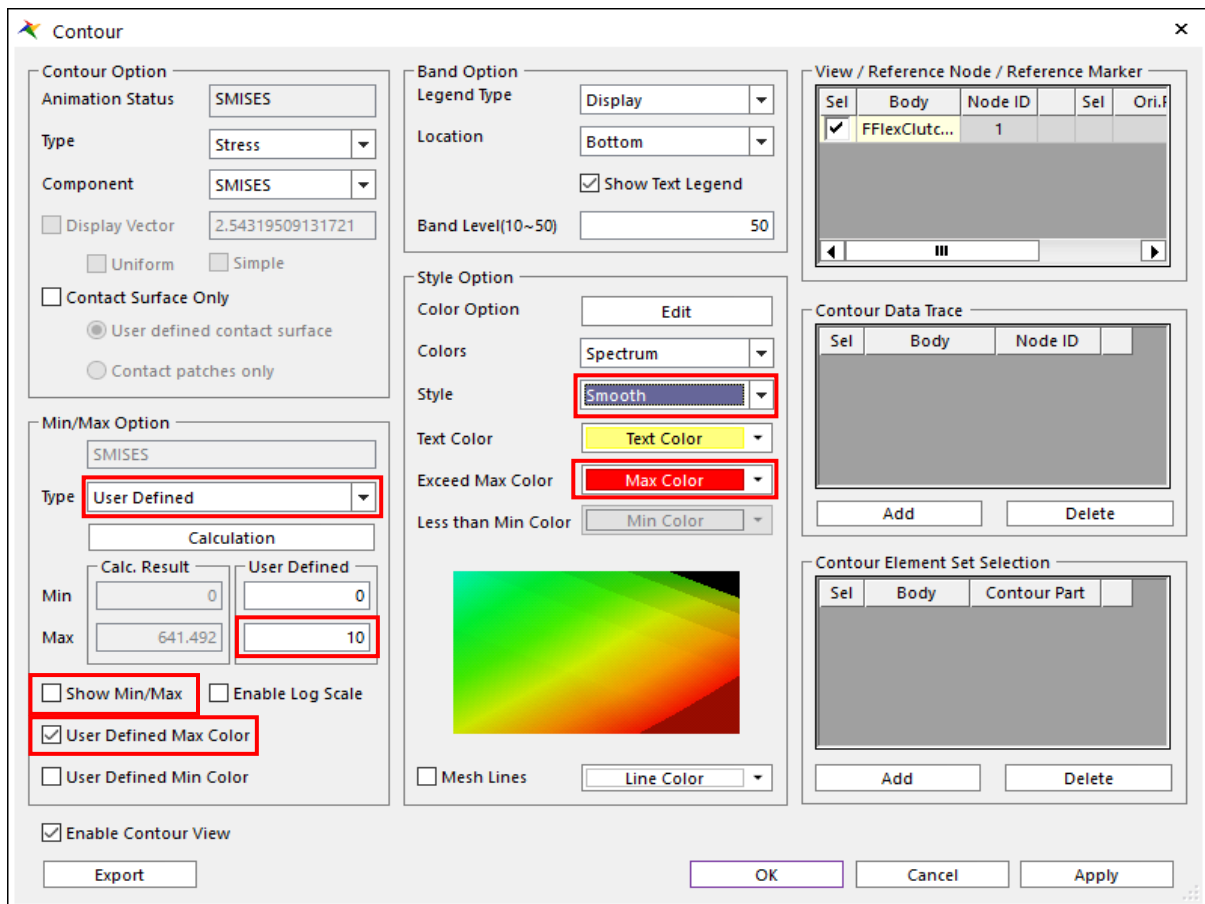 Contour
Contour Option
Animation Status SMISES
Type Stress
Component SMISES
Display Vector 2.54319509131721
Uniform Simple
Contact Surface Only
User defined contact surface
Contact patches only
Min/Max Option
SMISES
Type User Defined
Calculation
Calc. Result User Defined
Min 0 0
Max 641.492 10
Show Min/Max Enable Log Scale
User Defined Max Color
User Defined Min Color
Enable Contour View
Export
Band Option
Legend Type Display
Location Bottom
Show Text Legend
Band Level(10~50) 50
Style Option
Color Option Edit
Colors Spectrum
Style Smooth
Text Color Text Color
Exceed Max Color Max Color
Less than Min Color Min Color
Mesh Lines Line Color
View / Reference Node / Reference Marker
Sel Body Node ID Sel Ori.
FFlexClutc... 1
Contour Data Trace
Sel Body Node ID
Add Delete
Contour Element Set Selection
Sel Body Contour Part
Add Delete
OK Cancel Apply